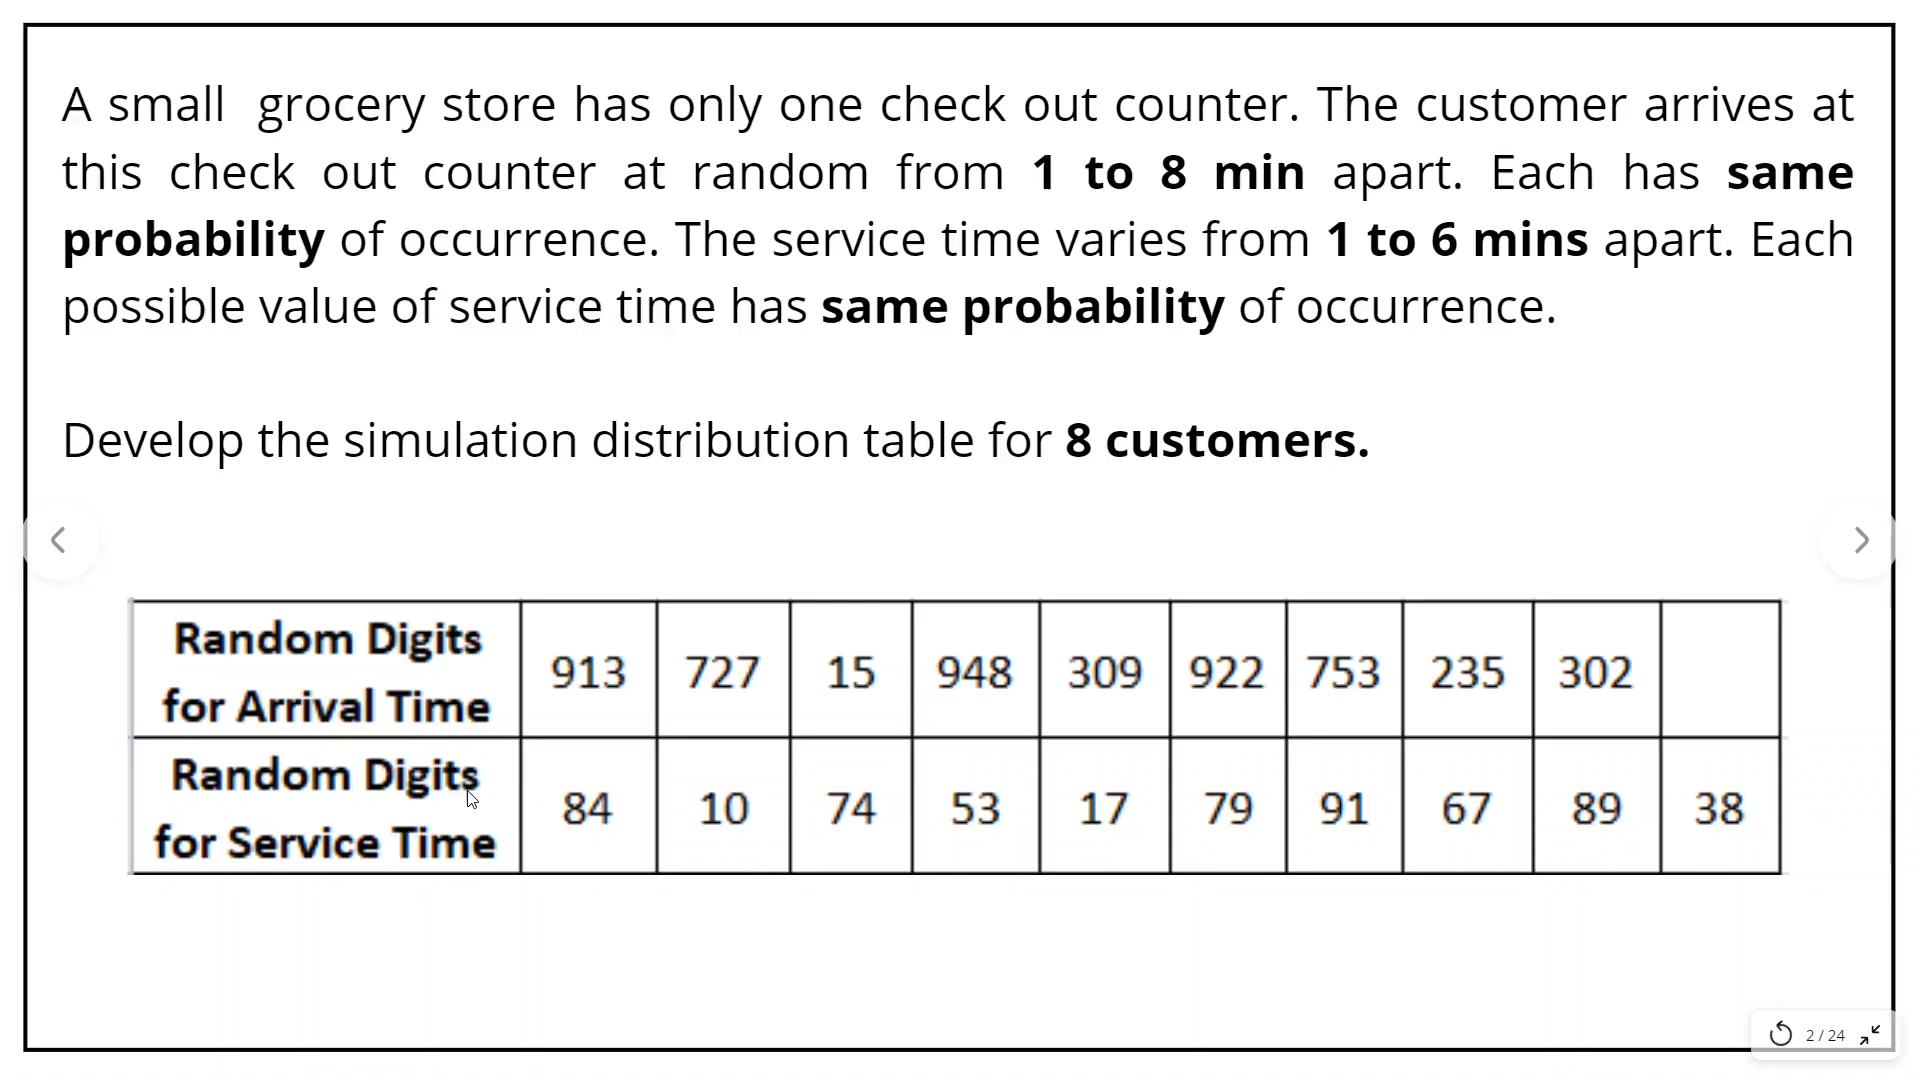 A small  grocery store has only one check out counter. The customer arrives at
this check out counter at random from 1 to 8 min apart. Each has same
probability of occurrence. The service time varies from 1 to 6 mins apart. Each
possible value of service time has same probability of occurrence.
Develop the simulation distribution table for 8 customers.
Random Digits
for Arrival Time 913 727 15 948 309 922 753 235 302
Random Digits
for Service Time 84 10 74 53 17 79 91 67 89 38
2 / 24